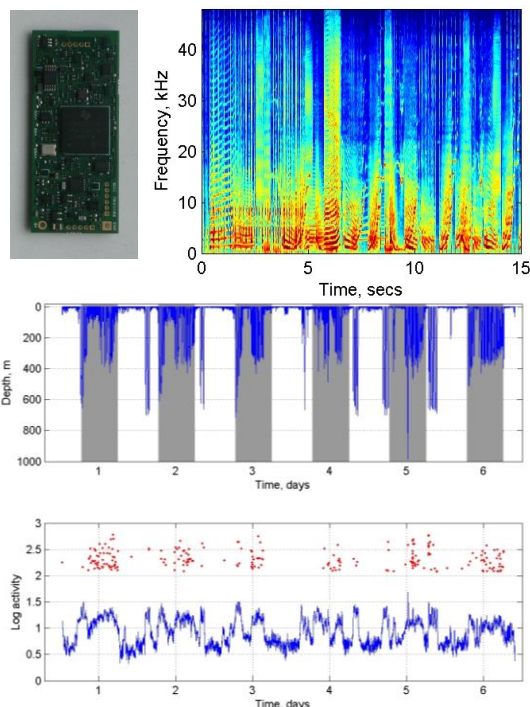 Frequency, kHz
40
30
20
10
0
0 5 10 15
Time, secs
Depth, m
0
200
400
600
800
1000
1 2 3 4 5 6
Time, days
Log activity
3
2.5
2
1.5
1
0.5
0
1 2 3 4 5 6
Time, days